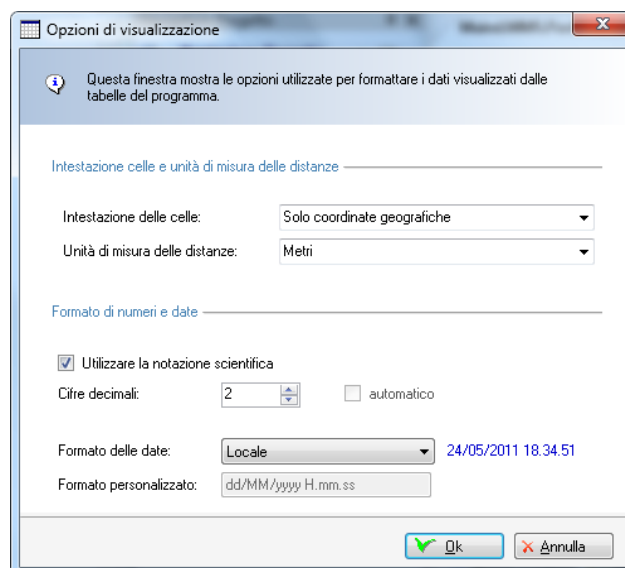 Opzioni di visualizzazione
Questa finestra mostra le opzioni utilizzate per formattare i dati visualizzati dalle
tabelle del programma.
Intestazione celle e unità di misura delle distanze
Intestazione delle celle: Solo coordinate geografiche
Unità di misura delle distanze: Metri
Formato di numeri e date
Utilizzare la notazione scientifica
Cifre decimali: 2 automatico
Formato delle date: Locale 24/05/2011 18.34.51
Formato personalizzato: dd/MM/yyyy H.mm.ss
Ok Annulla